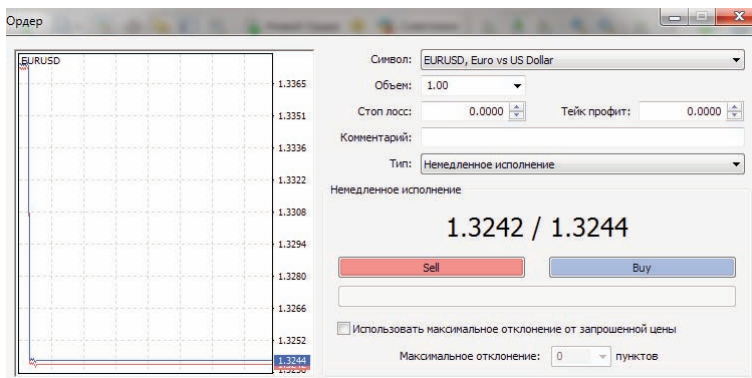 Ордер
EURUSD
1.3365
1.3351
1.3336
1.3322
1.3308
1.3294
1.3280
1.3266
1.3252
1.3244
Символ: EURUSD, Euro vs US Dollar
Объем: 1.00
Стоп лосс: 0.0000 Тейк профит: 0.0000
Комментарий:
Тип: Немедленное исполнение
Немедленное исполнение
1.3242 / 1.3244
Sell Buy
Использовать максимальное отклонение от запрошенной цены
Максимальное отклонение: 0 пунктов